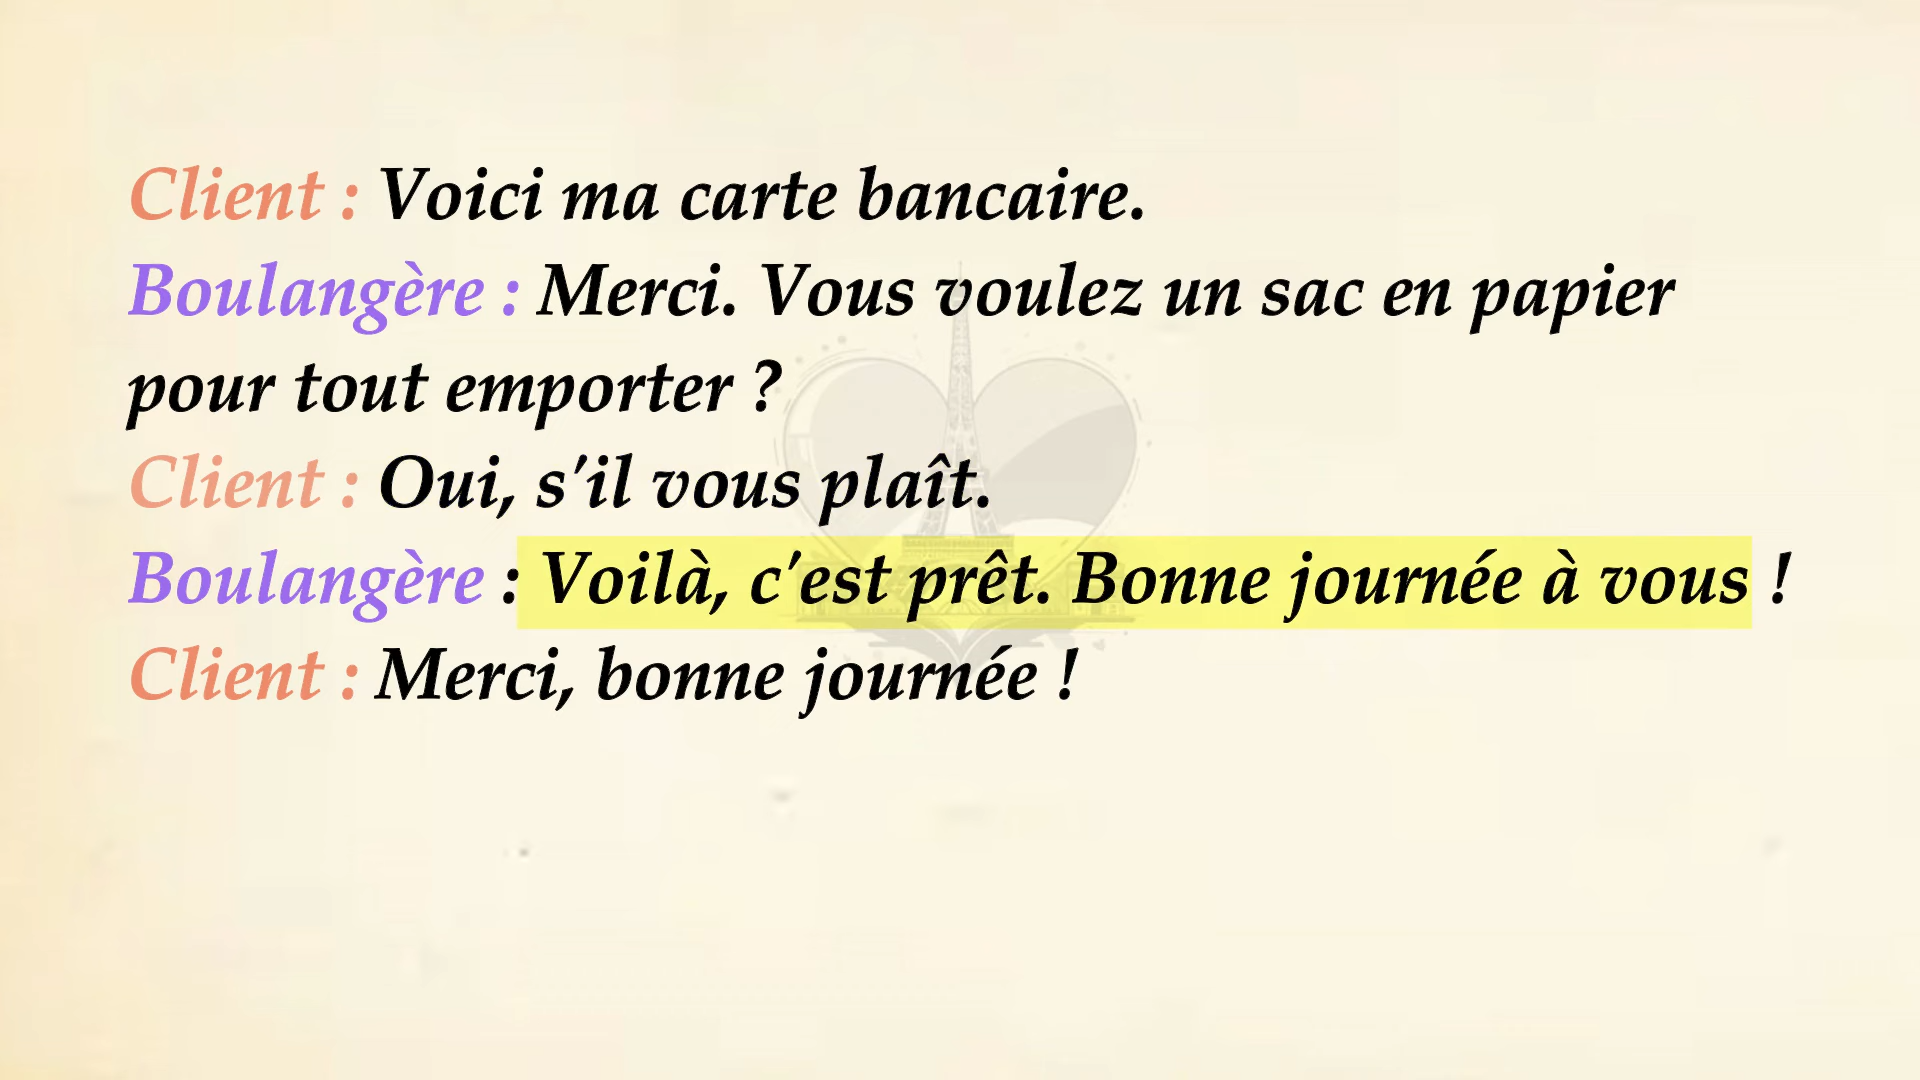 Client : Voici ma carte bancaire.
Boulangère : Merci. Vous voulez un sac en papier
pour tout emporter ?
Client : Oui, s'il vous plaît.
Boulangère : Voilà, c'est prêt. Bonne journée à vous !
Client : Merci, bonne journée !